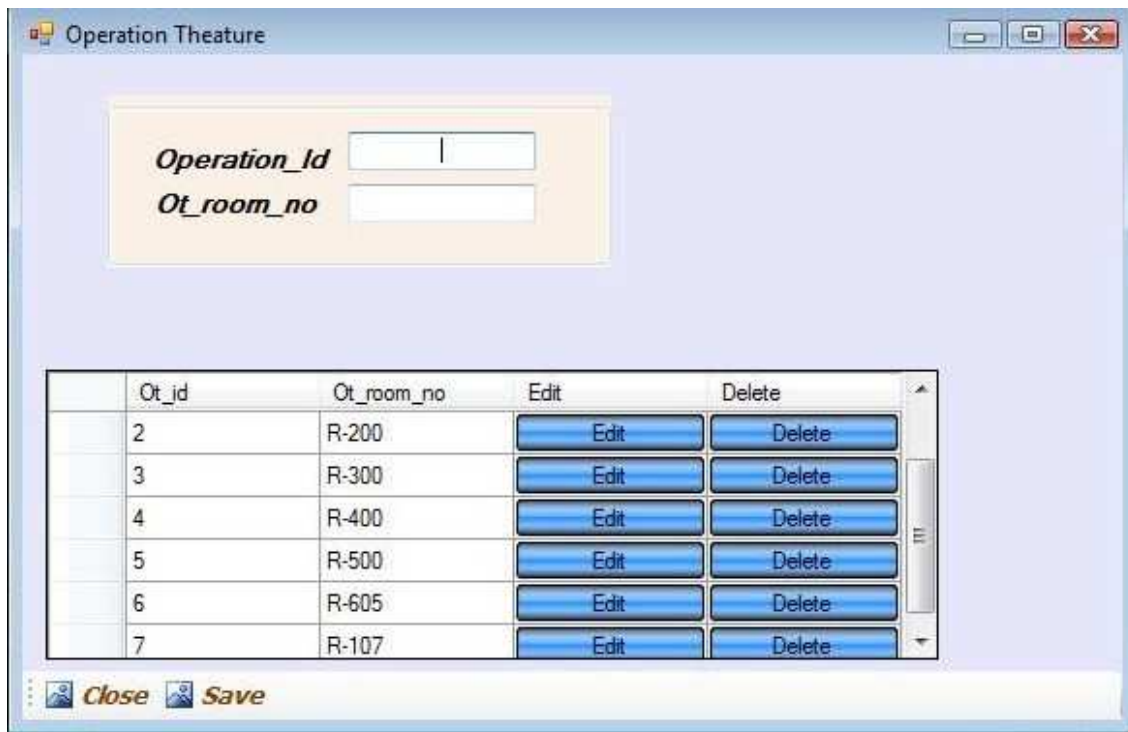 Operation Theature
Operation_Id
Ot_room_no
Ot_id Ot_room_no Edit Delete
2 R-200 Edit Delete
3 R-300 Edit Delete
4 R-400 Edit Delete
5 R-500 Edit Delete
6 R-605 Edit Delete
7 R-107 Edit Delete
Close Save